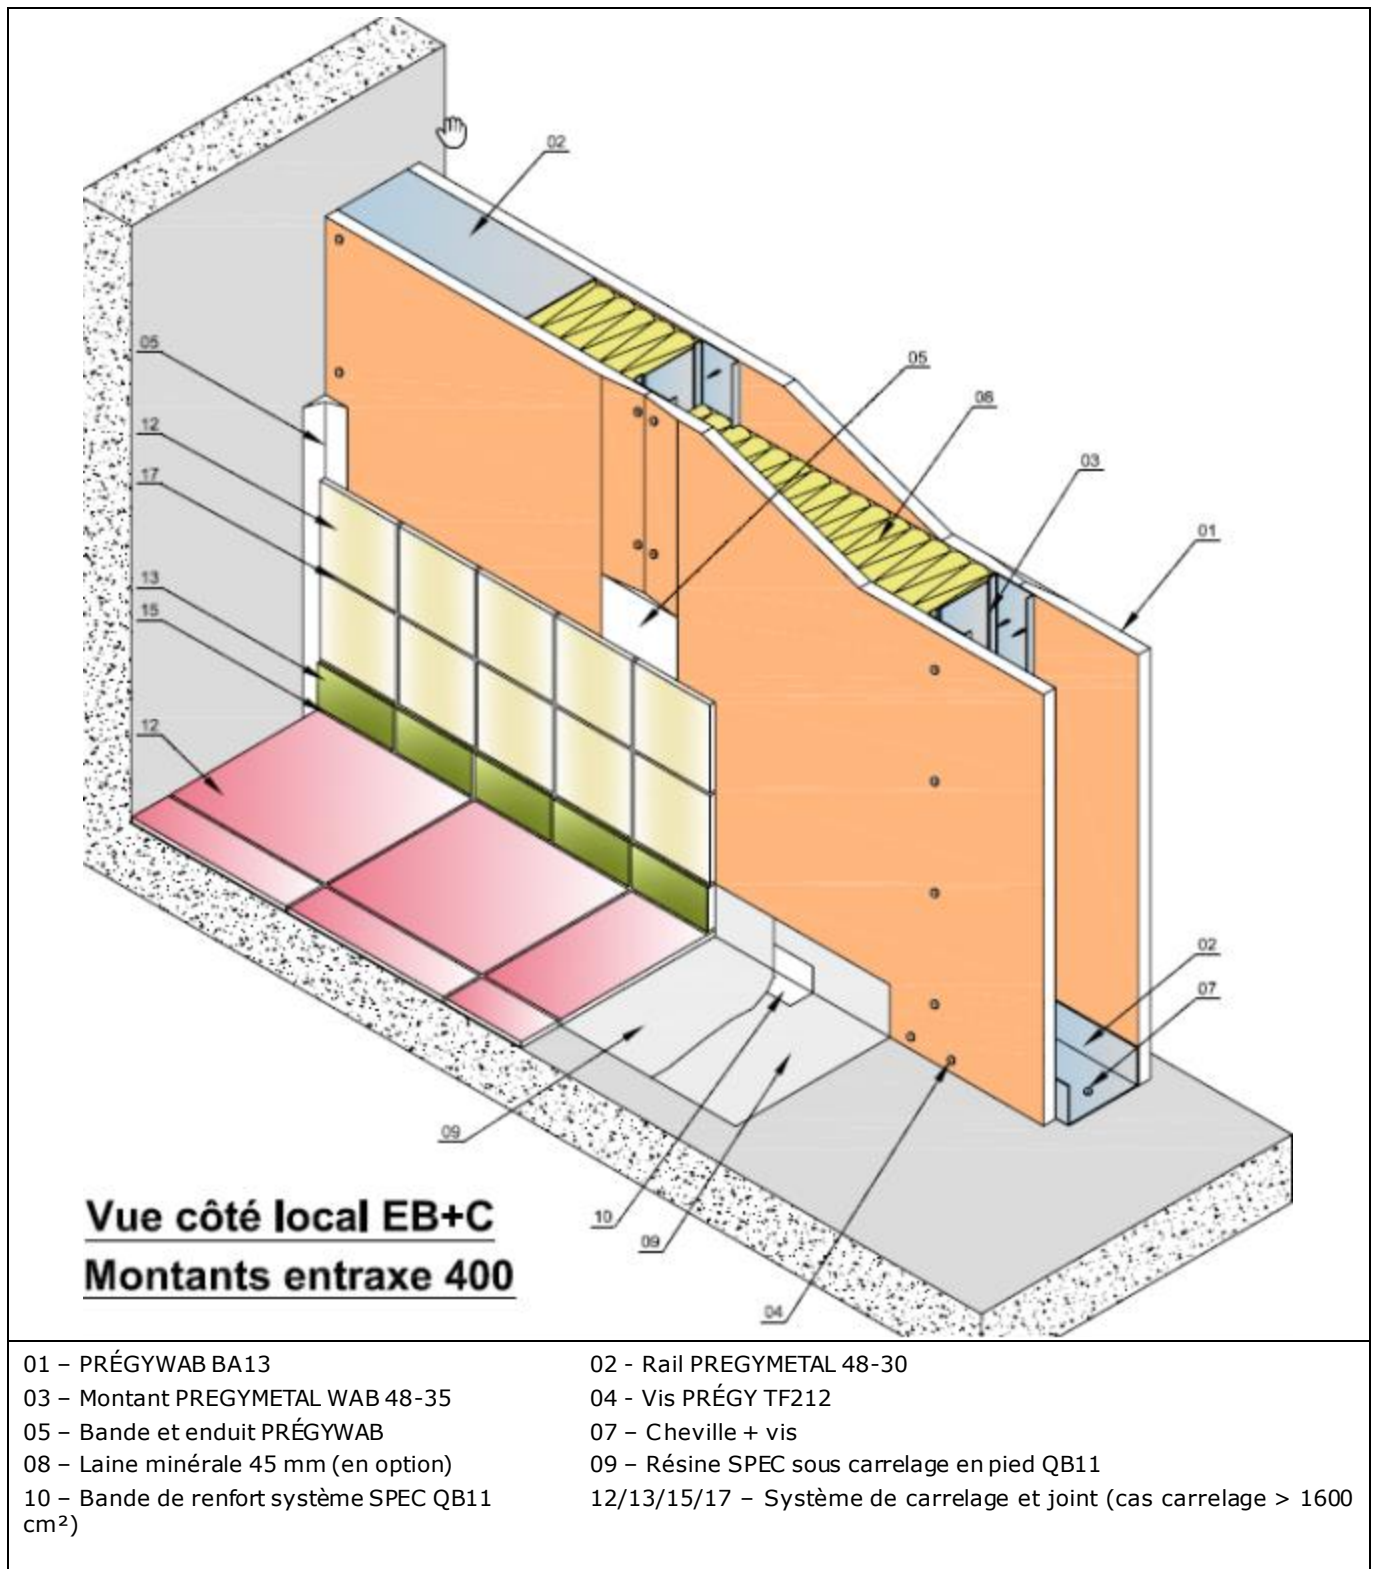 02
05
05
08
12
03
17
01
13
15
12
02
07
09
10
09
04
Vue côté local EB+C
Montants entraxe 400
01 – PRÉGYWAB BA13
02 - Rail PREGYMETAL 48-30
03 – Montant PREGYMETAL WAB 48-35
04 - Vis PRÉGY TF212
05 – Bande et enduit PRÉGYWAB
07 – Cheville + vis
08 – Laine minérale 45 mm (en option)
09 – Résine SPEC sous carrelage en pied QB11
10 – Bande de renfort système SPEC QB11
12/13/15/17 – Système de carrelage et joint (cas carrelage > 1600
cm²)